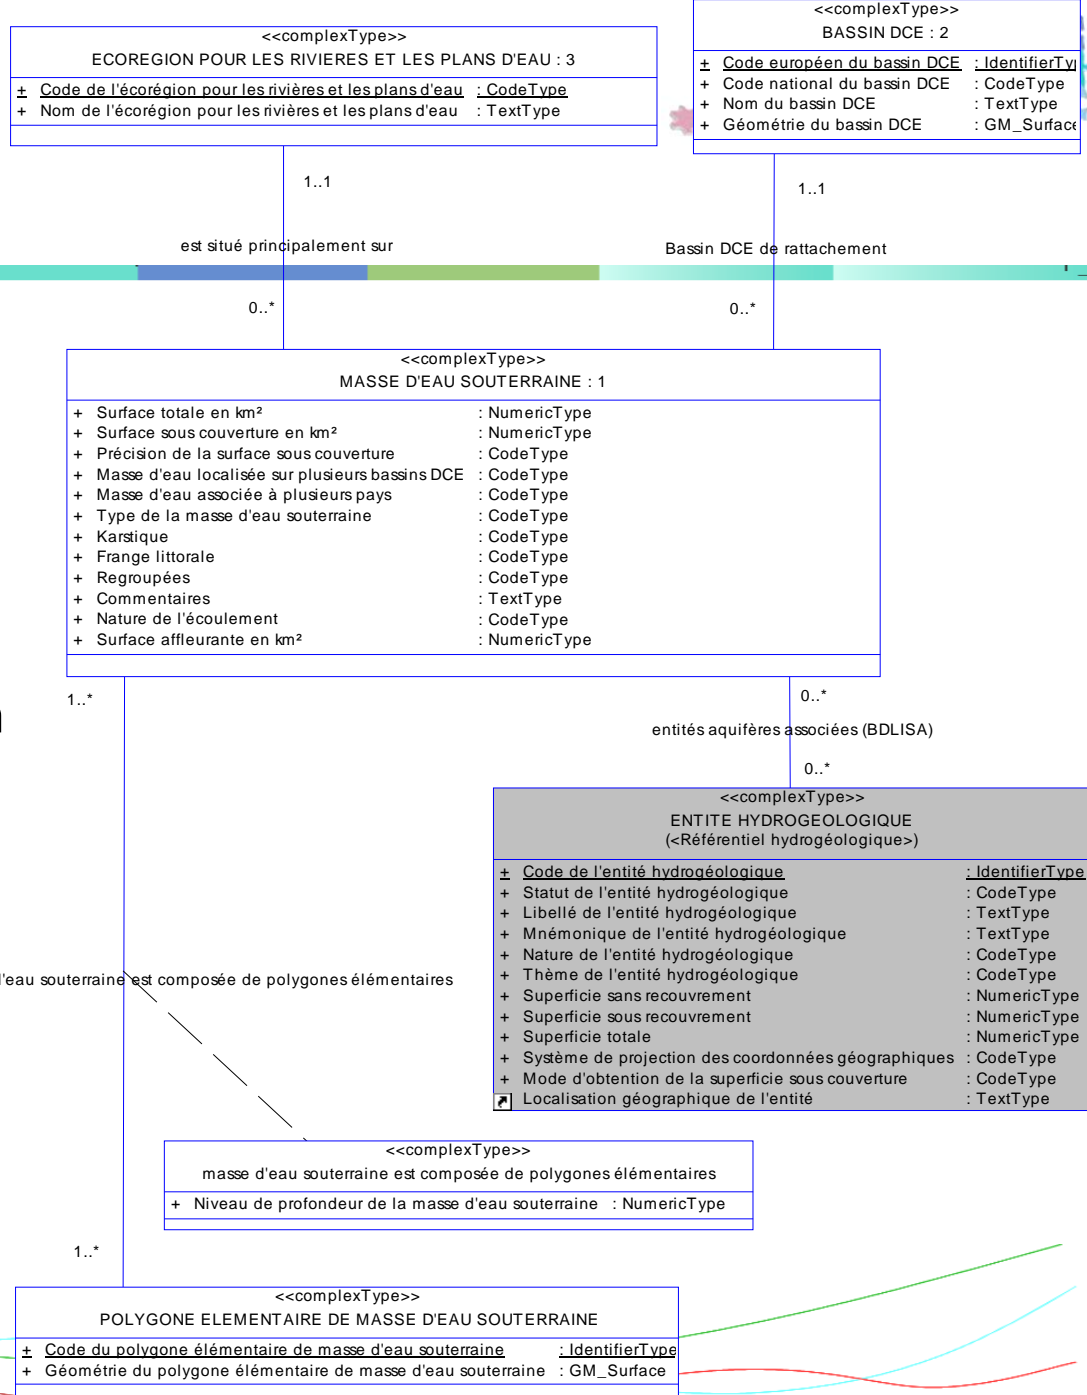 <<complexType>>
ECOREGION POUR LES RIVIERES ET LES PLANS D'EAU : 3
+ Code de l'écorégion pour les rivières et les plans d'eau : CodeType
+ Nom de l'écorégion pour les rivières et les plans d'eau : TextType
<<complexType>>
BASSIN DCE : 2
+ Code européen du bassin DCE : IdentifierTy
+ Code national du bassin DCE : CodeType
+ Nom du bassin DCE : TextType
+ Géométrie du bassin DCE : GM_Surface
1..1
1..1
est situé principalement sur
Bassin DCE de rattachement
0..*
0..*
<<complexType>>
MASSE D'EAU SOUTERRAINE : 1
+ Surface totale en km² : NumericType
+ Surface sous couverture en km² : NumericType
+ Précision de la surface sous couverture : CodeType
+ Masse d'eau localisée sur plusieurs bassins DCE : CodeType
+ Masse d'eau associée à plusieurs pays : CodeType
+ Type de la masse d'eau souterraine : CodeType
+ Karstique : CodeType
+ Frange littorale : CodeType
+ Regroupées : CodeType
+ Commentaires : TextType
+ Nature de l'écoulement : CodeType
+ Surface affleurante en km² : NumericType
1..*
0..*
entités aquifères associées (BDLISA)
0..*
<<complexType>>
ENTITE HYDROGEOLOGIQUE
(<Référentiel hydrogéologique>)
+ Code de l'entité hydrogéologique : IdentifierType
+ Statut de l'entité hydrogéologique : CodeType
+ Libellé de l'entité hydrogéologique : TextType
+ Mnémonique de l'entité hydrogéologique : TextType
+ Nature de l'entité hydrogéologique : CodeType
+ Thème de l'entité hydrogéologique : CodeType
+ Superficie sans recouvrement : NumericType
+ Superficie sous recouvrement : NumericType
+ Superficie totale : NumericType
+ Système de projection des coordonnées géographiques : CodeType
+ Mode d'obtention de la superficie sous couverture : CodeType
Localisation géographique de l'entité : TextType
l'eau souterraine est composée de polygones élémentaires
<<complexType>>
masse d'eau souterraine est composée de polygones élémentaires
+ Niveau de profondeur de la masse d'eau souterraine : NumericType
1..*
<<complexType>>
POLYGONE ELEMENTAIRE DE MASSE D'EAU SOUTERRAINE
+ Code du polygone élémentaire de masse d'eau souterraine : IdentifierType
+ Géométrie du polygone élémentaire de masse d'eau souterraine : GM_Surface